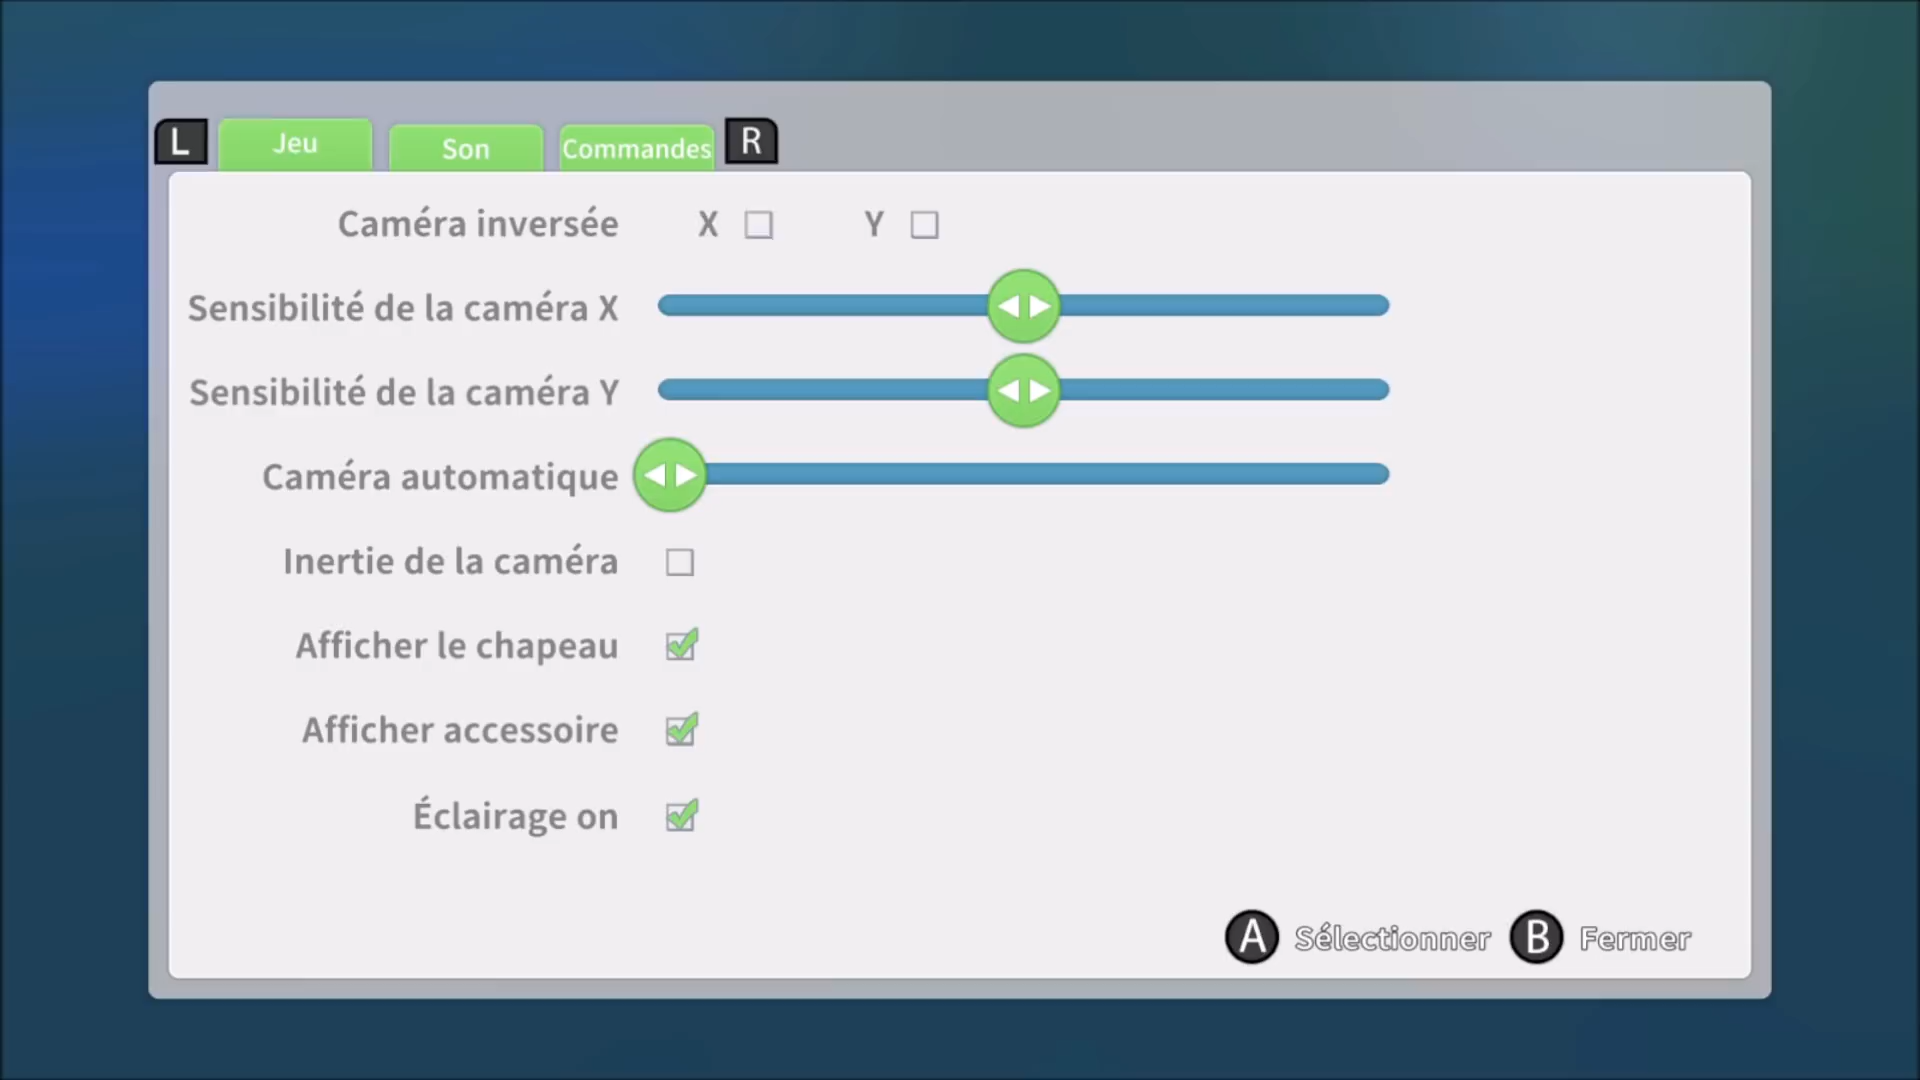 L Jeu Son Commandes R
Caméra inversée X Y
Sensibilité de la caméra X
Sensibilité de la caméra Y
Caméra automatique
Inertie de la caméra
Afficher le chapeau
Afficher accessoire
Éclairage on
A Sélectionner B Fermer